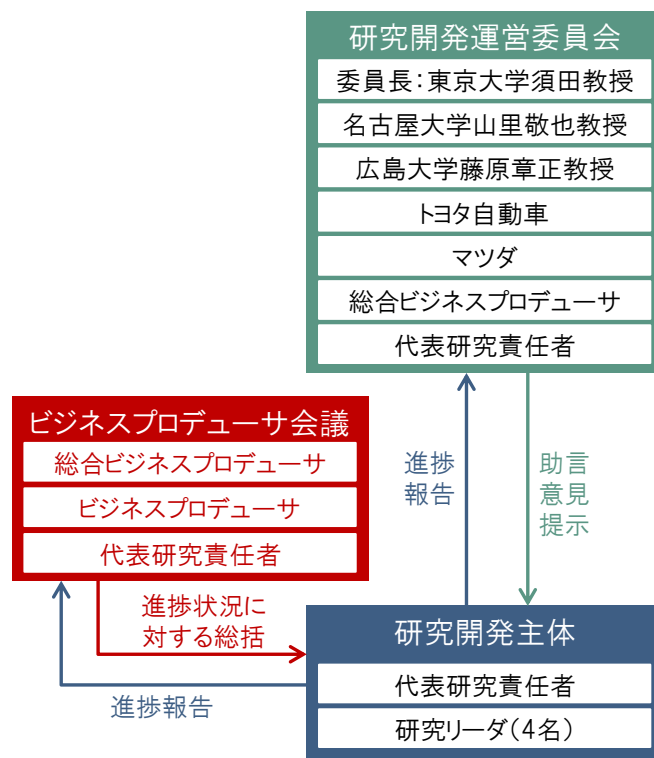 研究開発運営委員会
委員長：東京大学須田教授
名古屋大学山里敬也教授
広島大学藤原章正教授
トヨタ自動車
マツダ
総合ビジネスプロデューサ
代表研究責任者
ビジネスプロデューサ会議
総合ビジネスプロデューサ
ビジネスプロデューサ
代表研究責任者
進捗
報告
助言
意見
提示
進捗状況に
対する総括
進捗報告
研究開発主体
代表研究責任者
研究リーダ（4名）